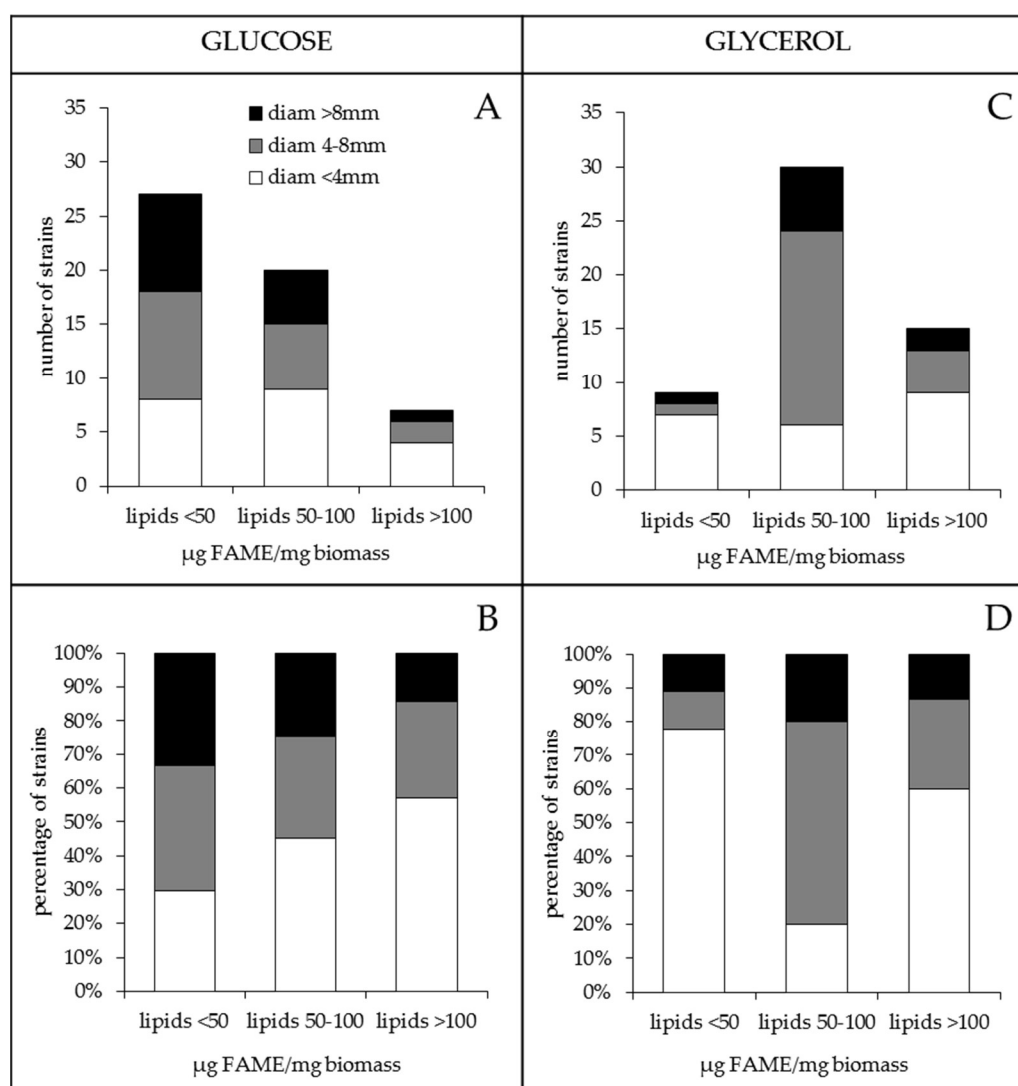 GLUCOSE
GLYCEROL
A
diam >8mm
diam 4-8mm
diam <4mm
35
30
25
20
15
10
5
0
number of strains
lipids <50 lipids 50-100 lipids >100
µg FAME/mg biomass
C
35
30
25
20
15
10
5
0
number of strains
lipids <50 lipids 50-100 lipids >100
µg FAME/mg biomass
B
100%
90%
80%
70%
60%
50%
40%
30%
20%
10%
0%
percentage of strains
lipids <50 lipids 50-100 lipids >100
µg FAME/mg biomass
D
100%
90%
80%
70%
60%
50%
40%
30%
20%
10%
0%
percentage of strains
lipids <50 lipids 50-100 lipids >100
µg FAME/mg biomass